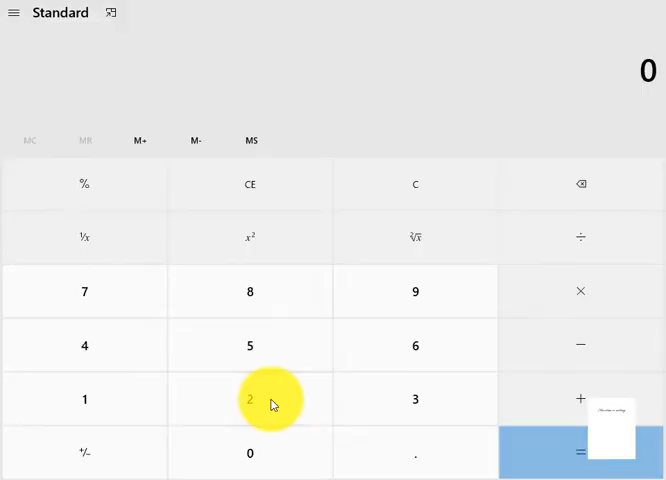 Standard
0
MC MR M+ M- MS
% CE C
¹/x x² ²√x ÷
7 8 9 ×
4 5 6 −
1 2 3 +
+/− 0 . =